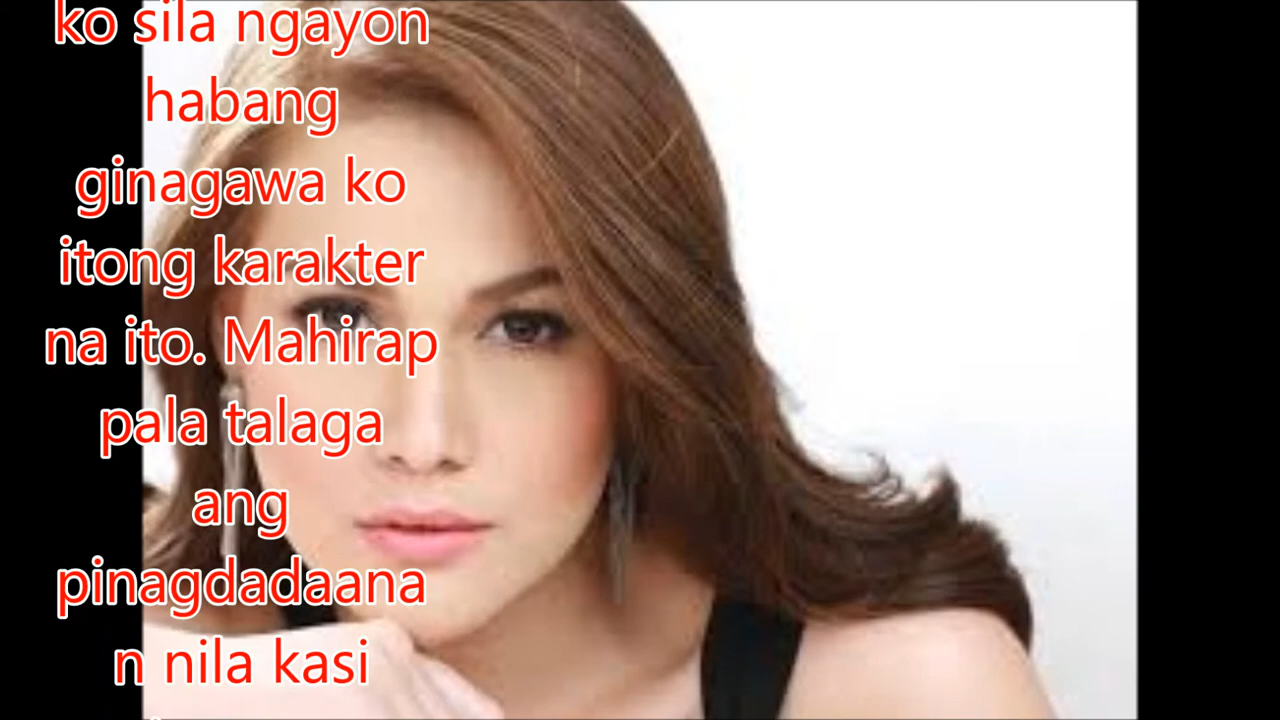 ko sila ngayon
habang
ginagawa ko
itong karakter
na ito. Mahirap
pala talaga
ang
pinagdadaana
n nila kasi